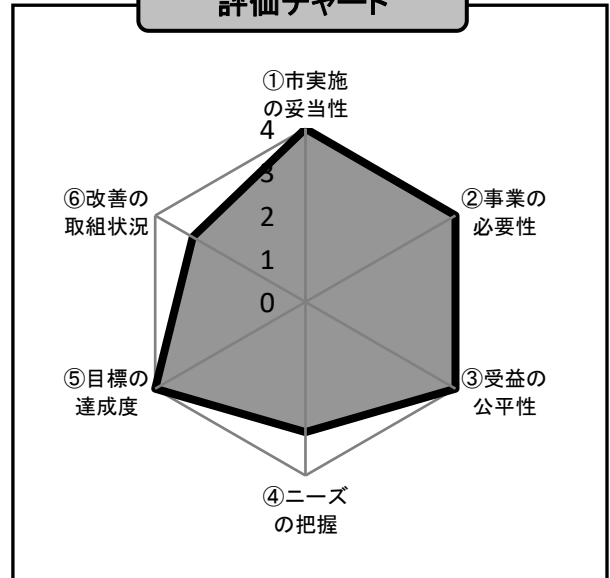 評価チャート
①市実施
の妥当性
4
3
2
1
0
②事業の
必要性
③受益の
公平性
④ニーズ
の把握
⑤目標の
達成度
⑥改善の
取組状況